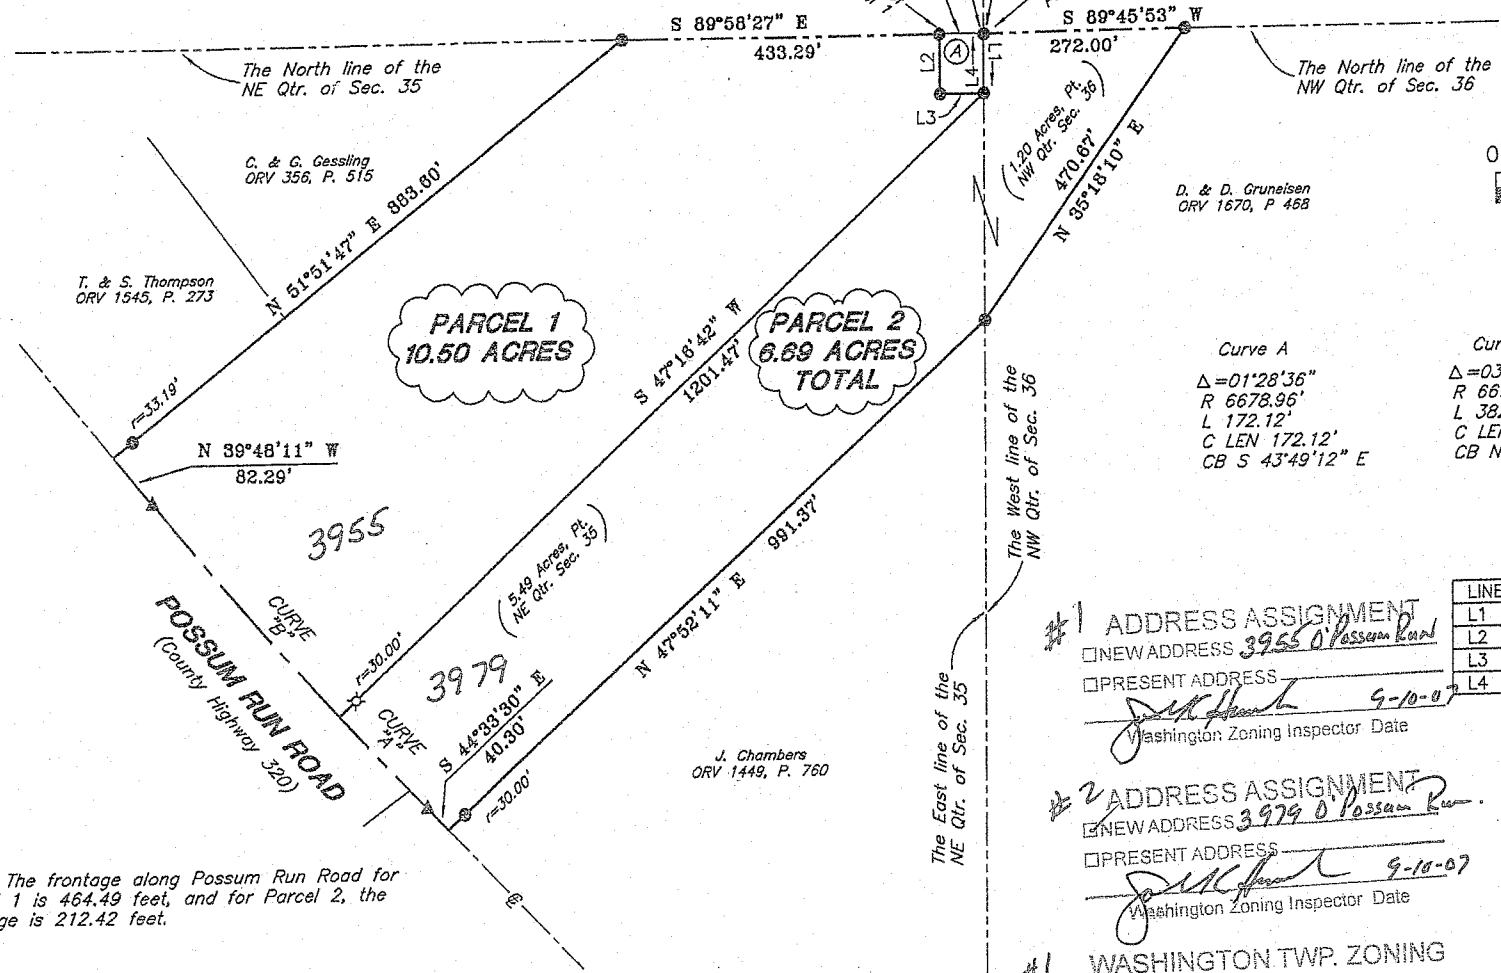 S 89°58'27" E
433.29'
S 89°45'53" W
272.00'
The North line of the
NE Qtr. of Sec. 35
The North line of the
NW Qtr. of Sec. 36
A
L2
L4
L1
L3
(1.20 Acres, Pt.
NW Qtr. Sec. 36)
470.67'
N 35°18'10" E
C. & G. Gessling
ORV 356, P. 515
D. & D. Gruneisen
ORV 1670, P 468
T. & S. Thompson
ORV 1545, P. 273
N 51°51'47" E 883.60'
PARCEL 1
10.50 ACRES
S 47°16'42" W
1201.47'
PARCEL 2
6.69 ACRES
TOTAL
r=33.19'
N 39°48'11" W
82.29'
Curve A
Δ=01°28'36"
R 6678.96'
L 172.12'
C LEN 172.12'
CB S 43°49'12" E
Cur
Δ=03
R 66
L 382
C LEN
CB N
The West line of the
NW Qtr. of Sec. 36
3955
(5.49 Acres, Pt.
NE Qtr. Sec. 35)
N 47°52'11" E 991.37'
POSSUM RUN ROAD
(County Highway 320)
CURVE
"B"
r=30.00'
3979
CURVE
"A"
S 44°33'30" E
40.30'
r=30.00'
J. Chambers
ORV 1449, P. 760
The East line of the
NE Qtr. of Sec. 35
The frontage along Possum Run Road for
1 is 464.49 feet, and for Parcel 2, the
ge is 212.42 feet.
LINE
L1
L2
L3
L4
#1 ADDRESS ASSIGNMENT
NEW ADDRESS 3955 O'Possum Run
PRESENT ADDRESS
9-10-07
Washington Zoning Inspector Date
#2 ADDRESS ASSIGNMENT
NEW ADDRESS 3979 O'Possum Run.
PRESENT ADDRESS
9-10-07
Washington Zoning Inspector Date
#1 WASHINGTON TWP. ZONING